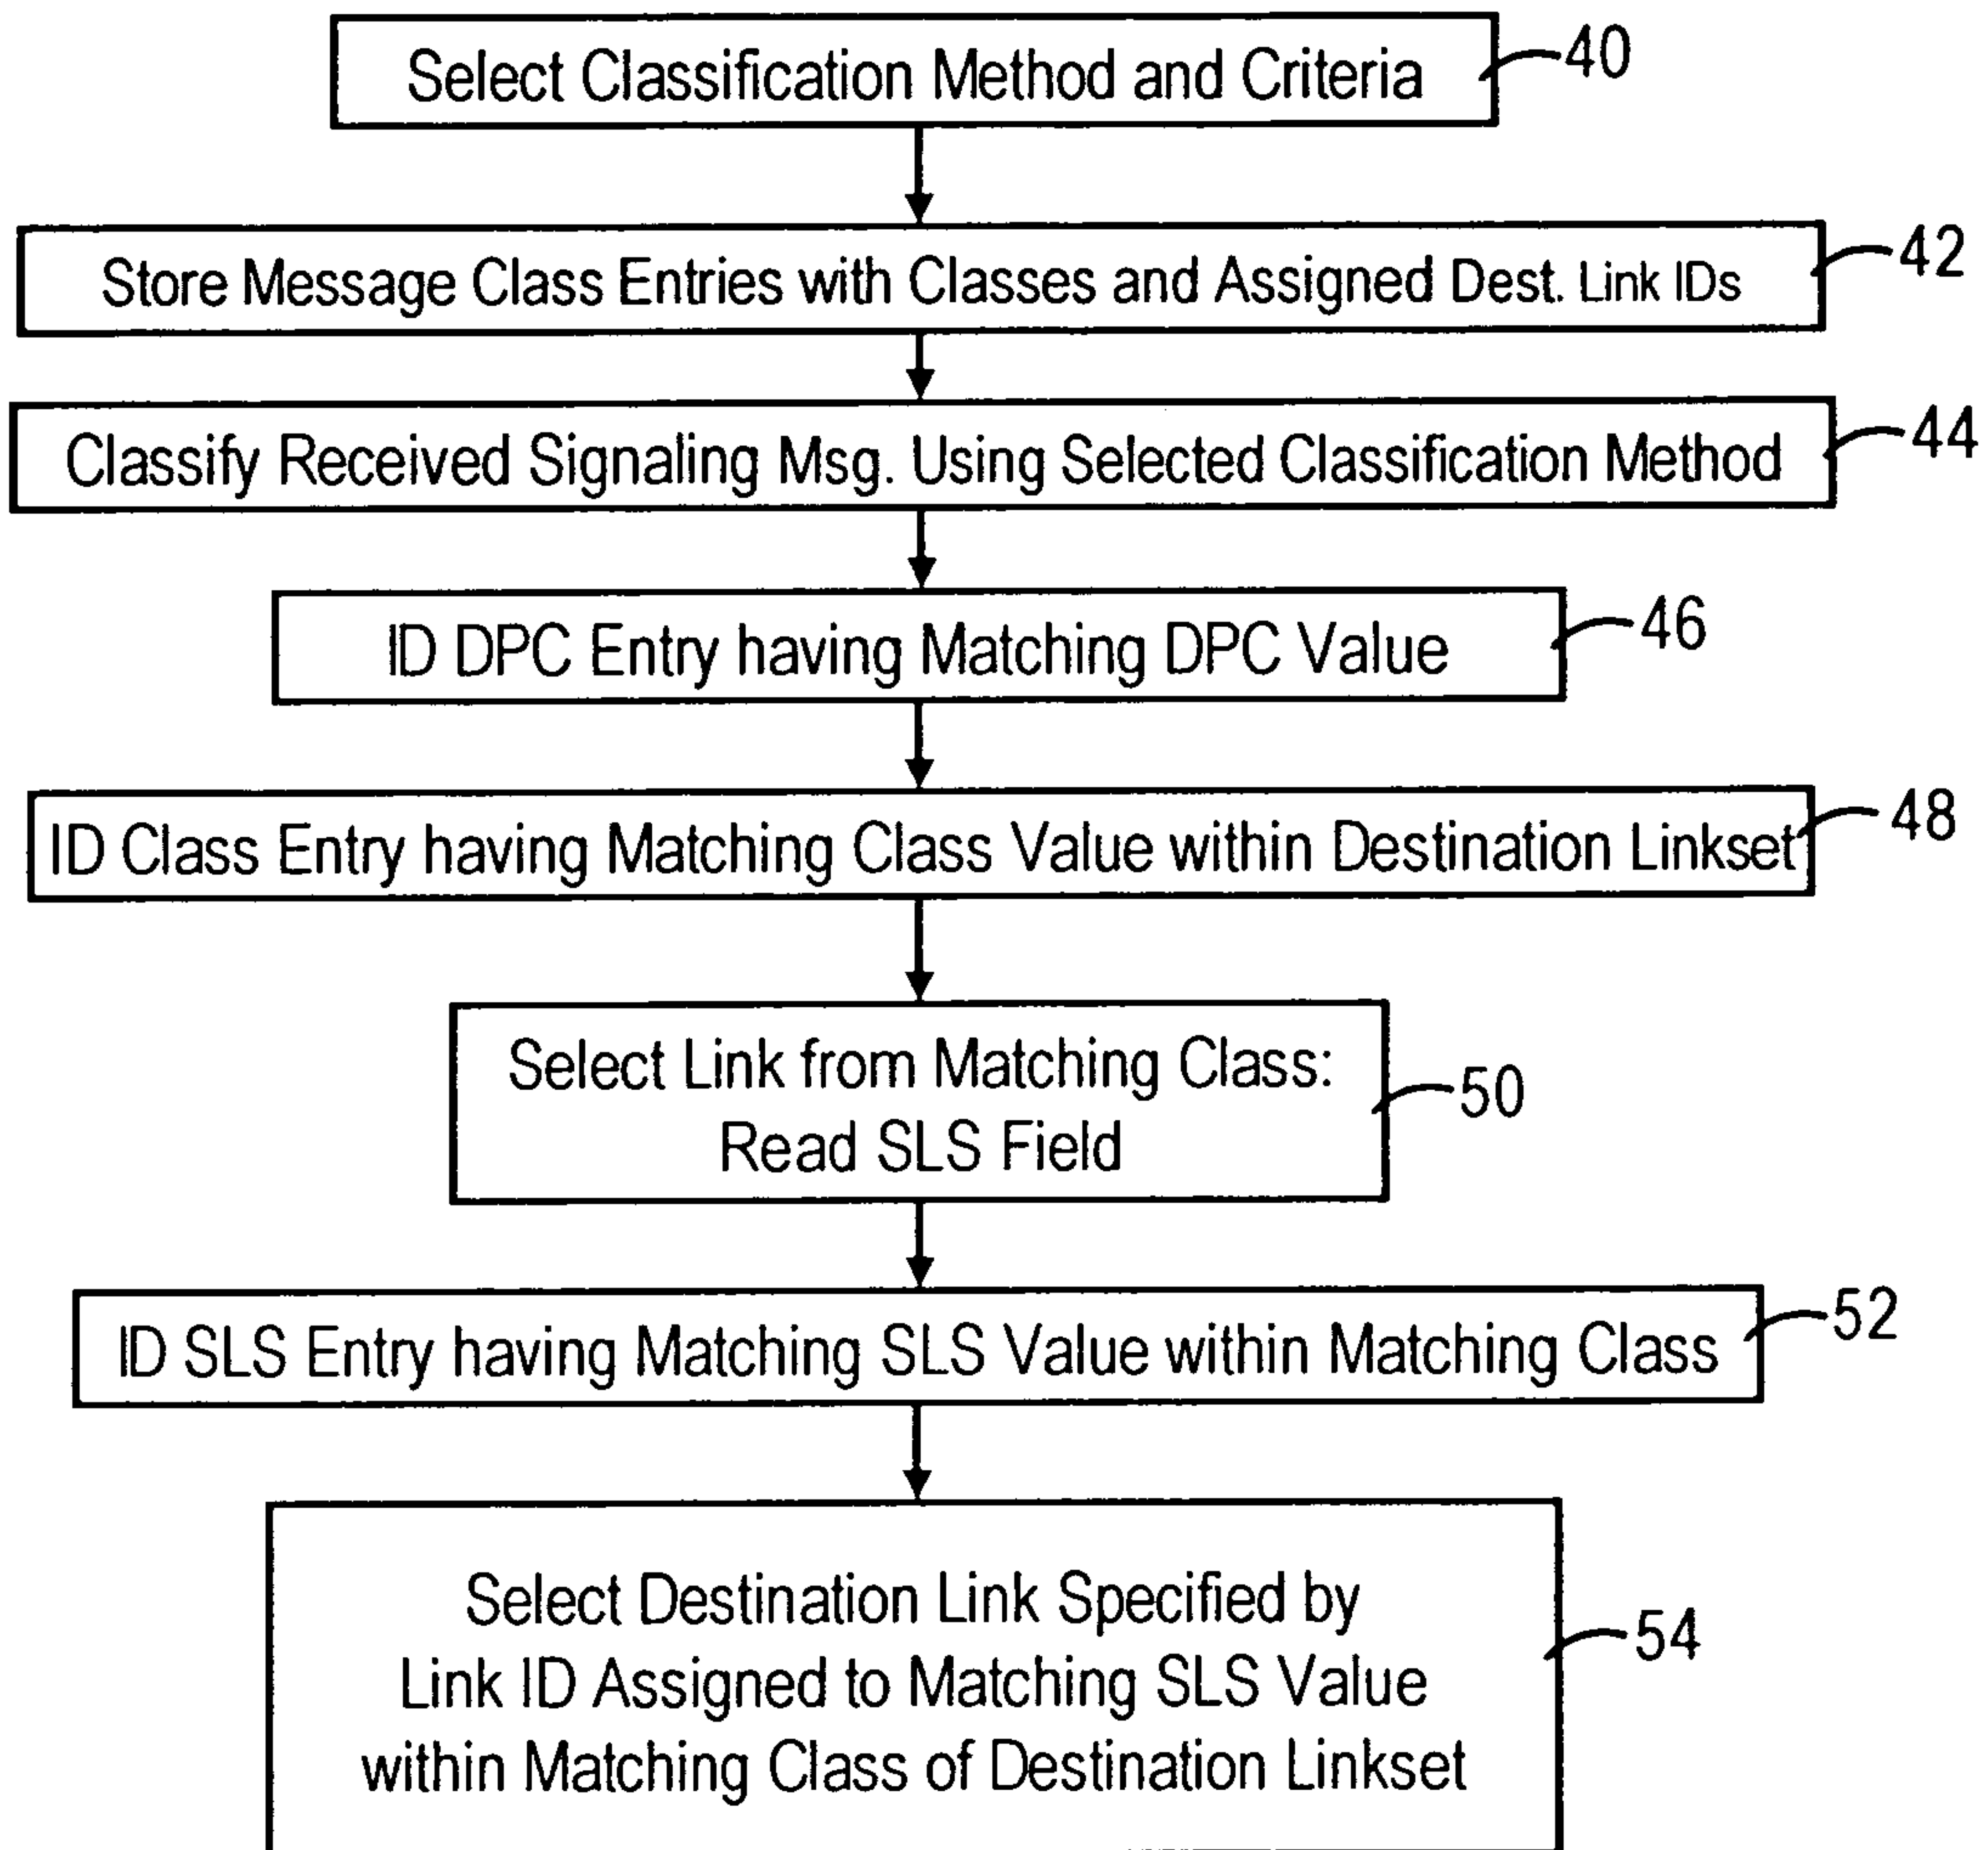 Select Classification Method and Criteria
40
Store Message Class Entries with Classes and Assigned Dest. Link IDs
42
Classify Received Signaling Msg. Using Selected Classification Method
44
ID DPC Entry having Matching DPC Value
46
ID Class Entry having Matching Class Value within Destination Linkset
48
Select Link from Matching Class:
Read SLS Field
50
ID SLS Entry having Matching SLS Value within Matching Class
52
Select Destination Link Specified by
Link ID Assigned to Matching SLS Value
within Matching Class of Destination Linkset
54